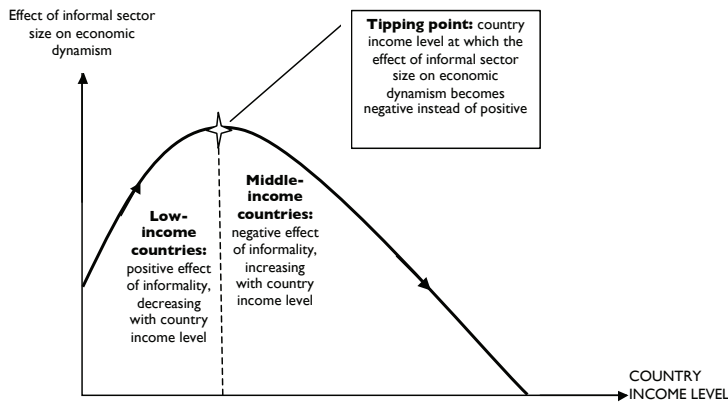 Effect of informal sector
size on economic
dynamism
Tipping point: country
income level at which the
effect of informal sector
size on economic
dynamism becomes
negative instead of positive
Low-
income
countries:
positive effect
of informality,
decreasing
with country
income level
Middle-
income
countries:
negative effect
of informality,
increasing
with country
income level
COUNTRY
INCOME LEVEL